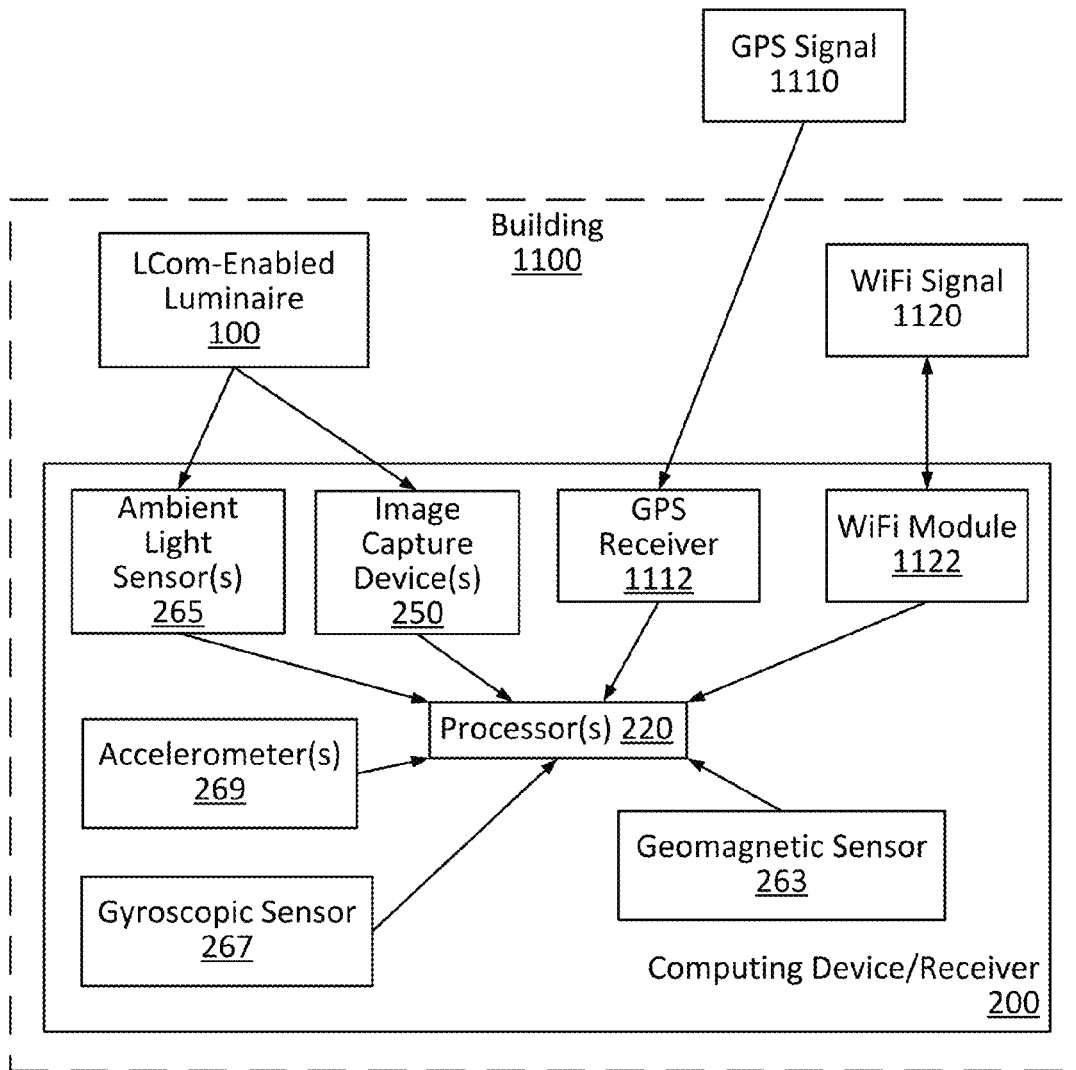 GPS Signal
1110
Building
1100
LCom-Enabled
Luminaire
100
WiFi Signal
1120
Ambient
Light
Sensor(s)
265
Image
Capture
Device(s)
250
GPS
Receiver
1112
WiFi Module
1122
Processor(s) 220
Accelerometer(s)
269
Geomagnetic Sensor
263
Gyroscopic Sensor
267
Computing Device/Receiver
200